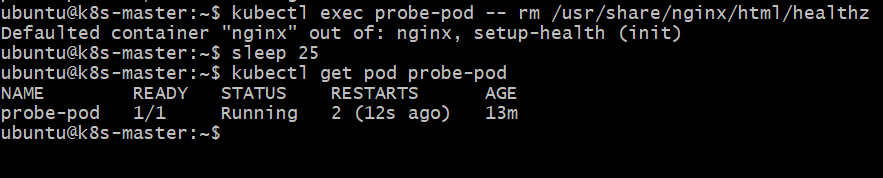 ubuntu@k8s-master:~$ kubectl exec probe-pod -- rm /usr/share/nginx/html/healthz
Defaulted container "nginx" out of: nginx, setup-health (init)
ubuntu@k8s-master:~$ sleep 25
ubuntu@k8s-master:~$ kubectl get pod probe-pod
NAME        READY   STATUS    RESTARTS      AGE
probe-pod   1/1     Running   2 (12s ago)   13m
ubuntu@k8s-master:~$